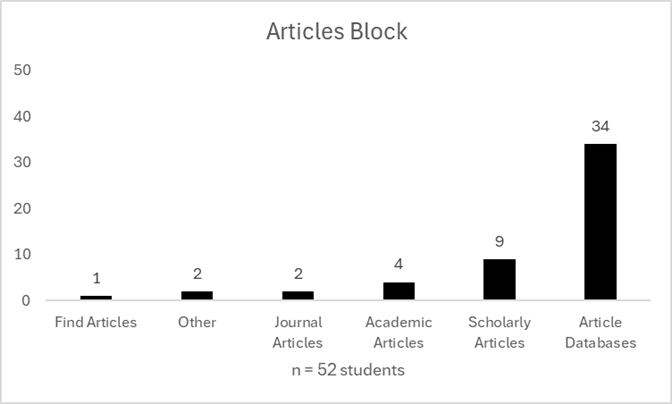 Articles Block
50
40
30
20
10
0
1
2
2
4
9
34
Find Articles
Other
Journal
Articles
Academic
Articles
Scholarly
Articles
Article
Databases
n = 52 students